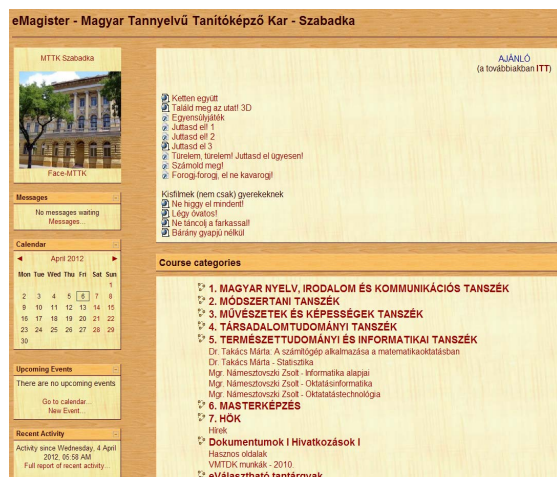 eMagister - Magyar Tannyelvű Tanítóképző Kar - Szabadka
MTTK Szabadka
Face-MTTK
Messages
No messages waiting
Messages...
Calendar
April 2012
Mon Tue Wed Thu Fri Sat Sun
1
2 3 4 5 6 7 8
9 10 11 12 13 14 15
16 17 18 19 20 21 22
23 24 25 26 27 28 29
30
Upcoming Events
There are no upcoming events
Go to calendar...
New Event...
Recent Activity
Activity since Wednesday, 4 April
2012, 05:58 AM
Full report of recent activity...
AJÁNLÓ
(a továbbiakban ITT)
Ketten együtt
Találd meg az utat! 3D
Egyensúlyjáték
Juttasd el! 1
Juttasd el! 2
Juttasd el 3
Türelem, türelem! Juttasd el ügyesen!
Számold meg!
Forogj-forogj, el ne kavarogj!
Kisfilmek (nem csak) gyerekeknek
Ne higgy el mindent!
Légy óvatos!
Ne táncolj a farkassal!
Bárány gyapjú nélkül
Course categories
1. MAGYAR NYELV, IRODALOM ÉS KOMMUNIKÁCIÓS TANSZÉK
2. MÓDSZERTANI TANSZÉK
3. MŰVÉSZETEK ÉS KÉPESSÉGEK TANSZÉK
4. TÁRSADALOMTUDOMÁNYI TANSZÉK
5. TERMÉSZETTUDOMÁNYI ÉS INFORMATIKAI TANSZÉK
Dr. Takács Márta: A számítógép alkalmazása a matematikaoktatásban
Dr. Takács Márta - Statisztika
Mgr. Námesztovszki Zsolt - Informatika alapjai
Mgr. Námesztovszki Zsolt - Oktatásinformatika
Mgr. Námesztovszki Zsolt - Oktatatástechnológia
6. MASTERKÉPZÉS
7. HÖK
Hírek
Dokumentumok I Hivatkozások I
Hasznos oldalak
VMTDK munkák - 2010.
eVálasztható tantárgyak